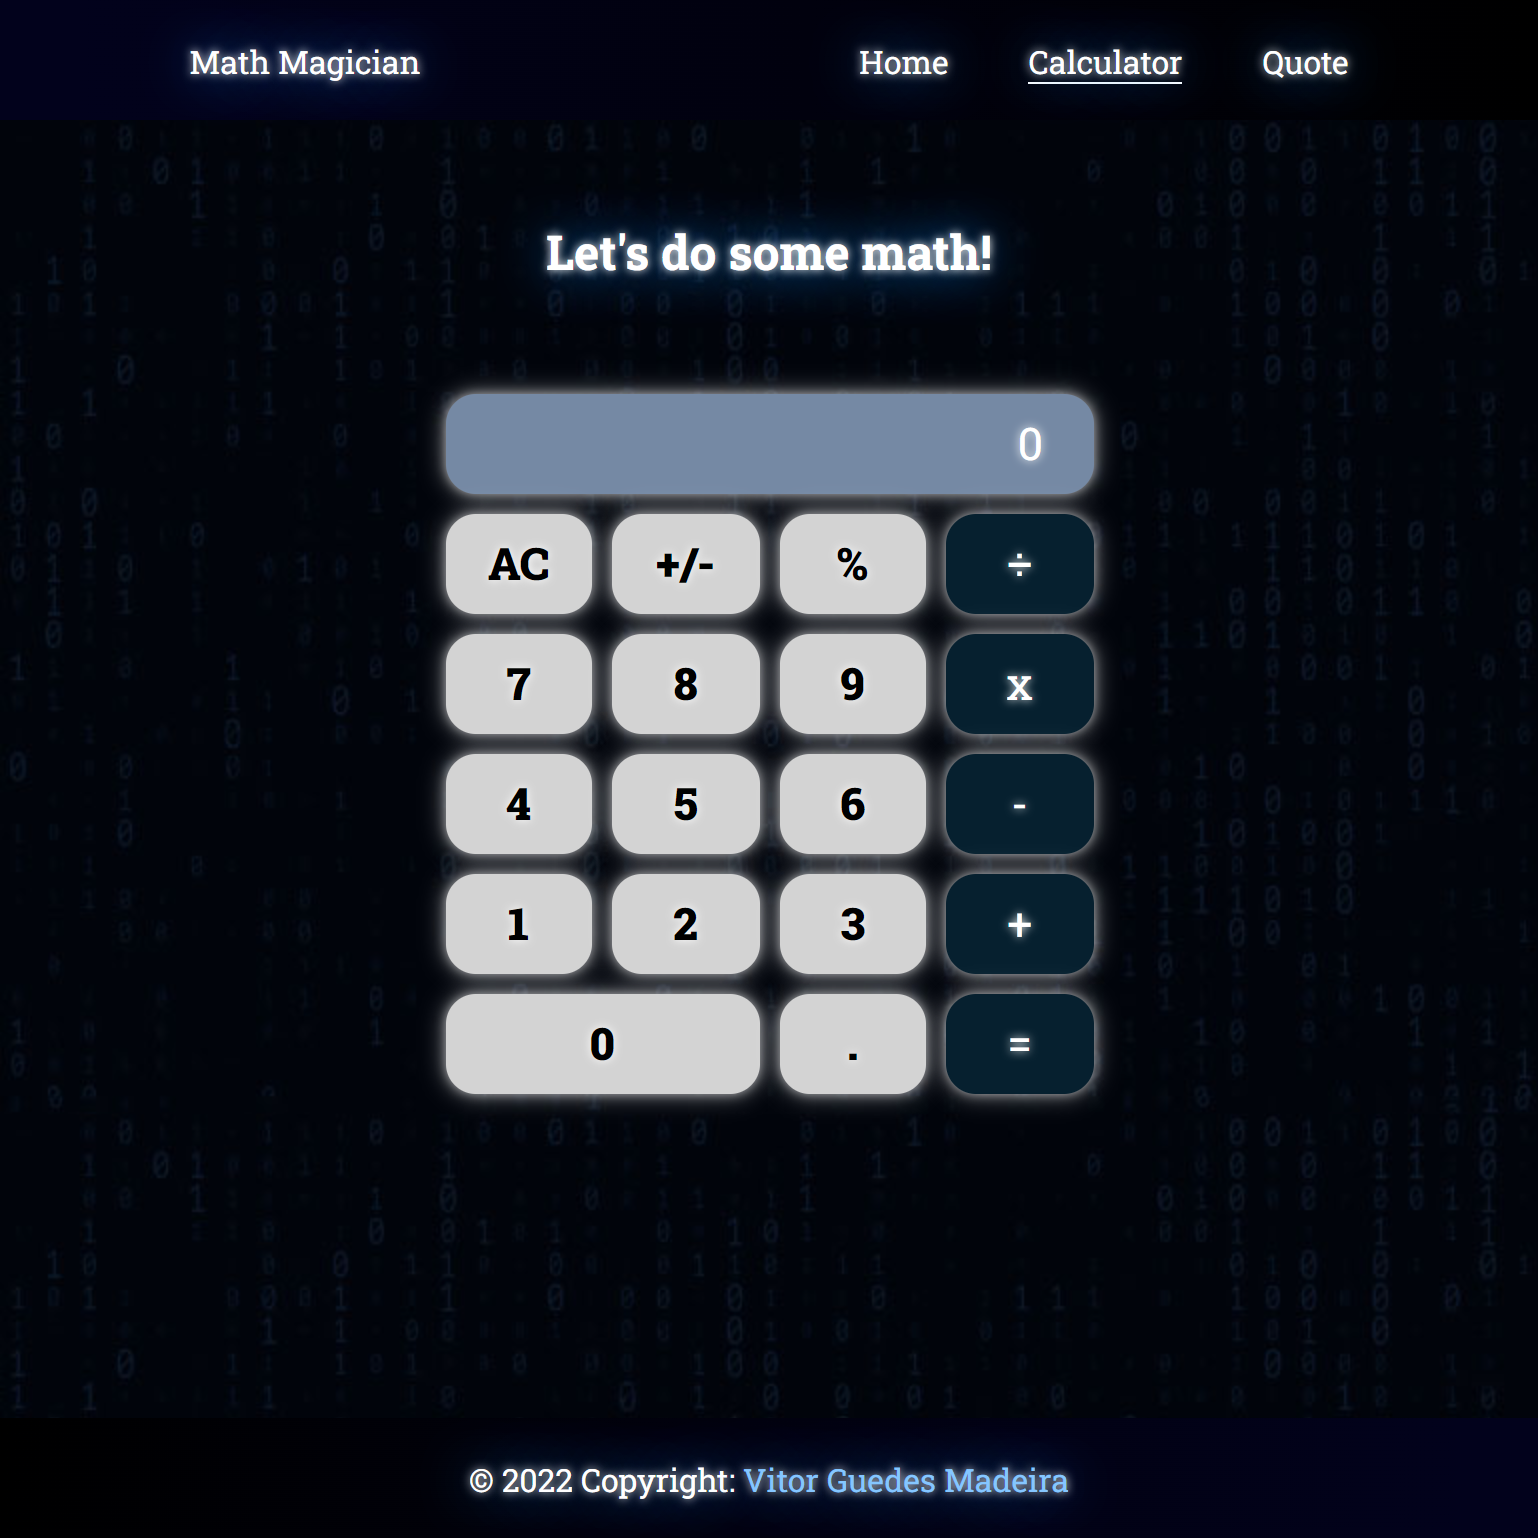 Math Magician Home Calculator Quote
Let's do some math!
0
AC +/- % ÷
7 8 9 x
4 5 6 -
1 2 3 +
0 . =
© 2022 Copyright: Vitor Guedes Madeira